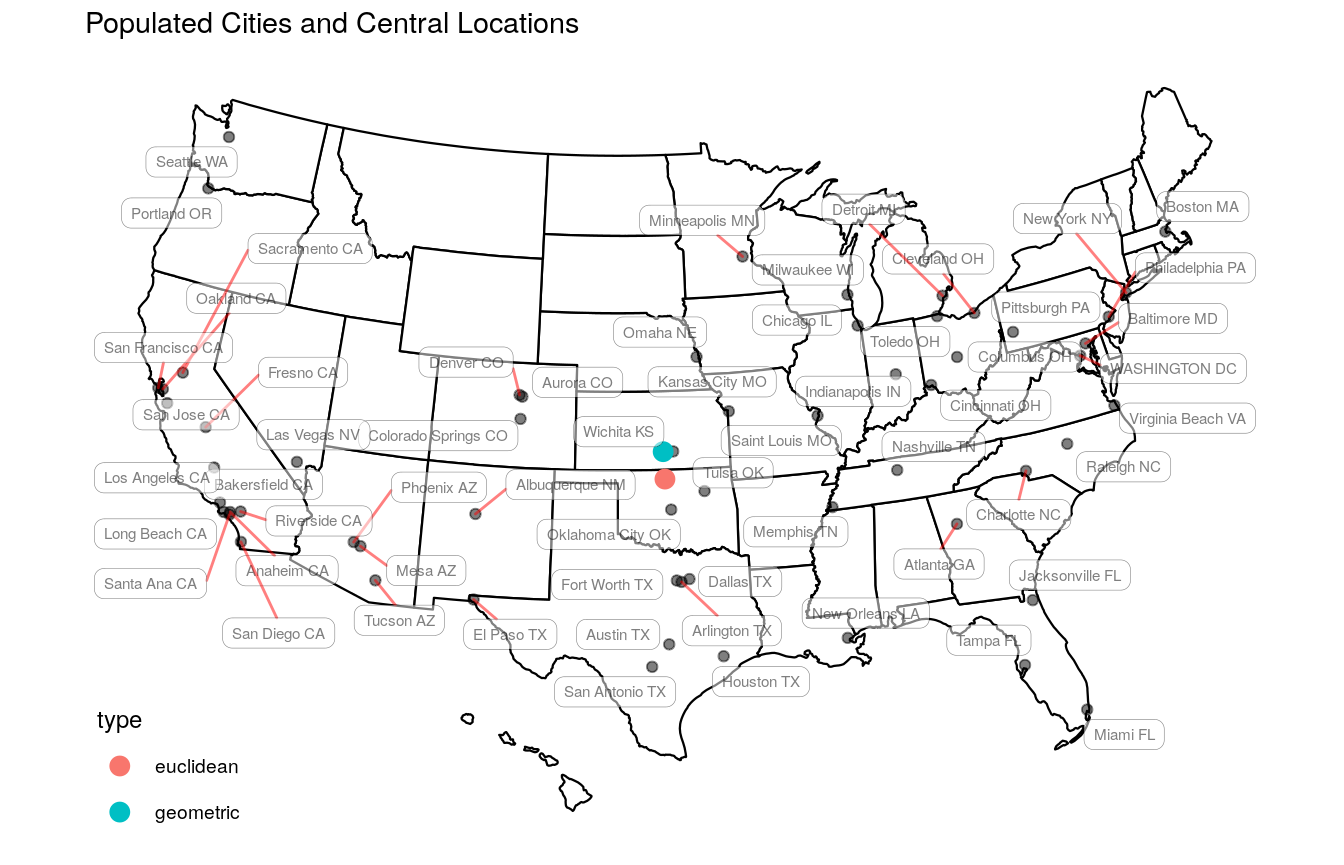 Populated Cities and Central Locations
Seattle WA
Portland OR
Sacramento CA
Oakland CA
San Francisco CA
Fresno CA
San Jose CA
Las Vegas NV
Los Angeles CA
Bakersfield CA
Riverside CA
Long Beach CA
Anaheim CA
Santa Ana CA
San Diego CA
Phoenix AZ
Mesa AZ
Tucson AZ
Denver CO
Aurora CO
Colorado Springs CO
Albuquerque NM
El Paso TX
Minneapolis MN
Omaha NE
Kansas City MO
Wichita KS
Saint Louis MO
Tulsa OK
Oklahoma City OK
Fort Worth TX
Dallas TX
Arlington TX
Austin TX
San Antonio TX
Houston TX
Detroit MI
Milwaukee WI
Cleveland OH
Chicago IL
Toledo OH
Indianapolis IN
Columbus OH
Cincinnati OH
Pittsburgh PA
New York NY
Boston MA
Philadelphia PA
Baltimore MD
WASHINGTON DC
Virginia Beach VA
Nashville TN
Raleigh NC
Charlotte NC
Memphis TN
Atlanta GA
Jacksonville FL
New Orleans LA
Tampa FL
Miami FL
type
euclidean
geometric